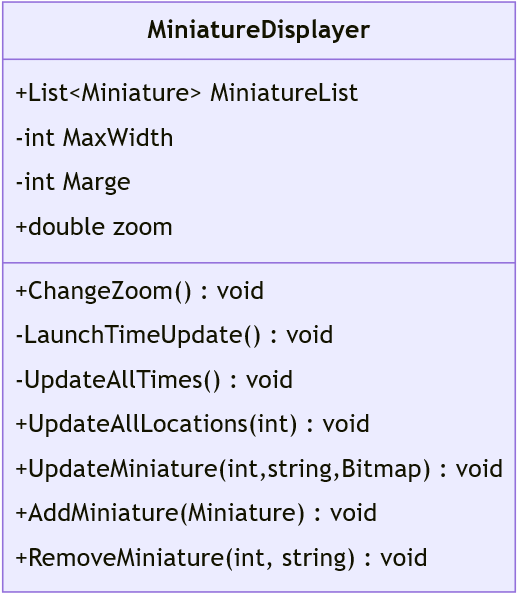 MiniatureDisplayer
+List<Miniature> MiniatureList
-int MaxWidth
-int Marge
+double zoom
+ChangeZoom() : void
-LaunchTimeUpdate() : void
-UpdateAllTimes() : void
+UpdateAllLocations(int) : void
+UpdateMiniature(int,string,Bitmap) : void
+AddMiniature(Miniature) : void
+RemoveMiniature(int, string) : void